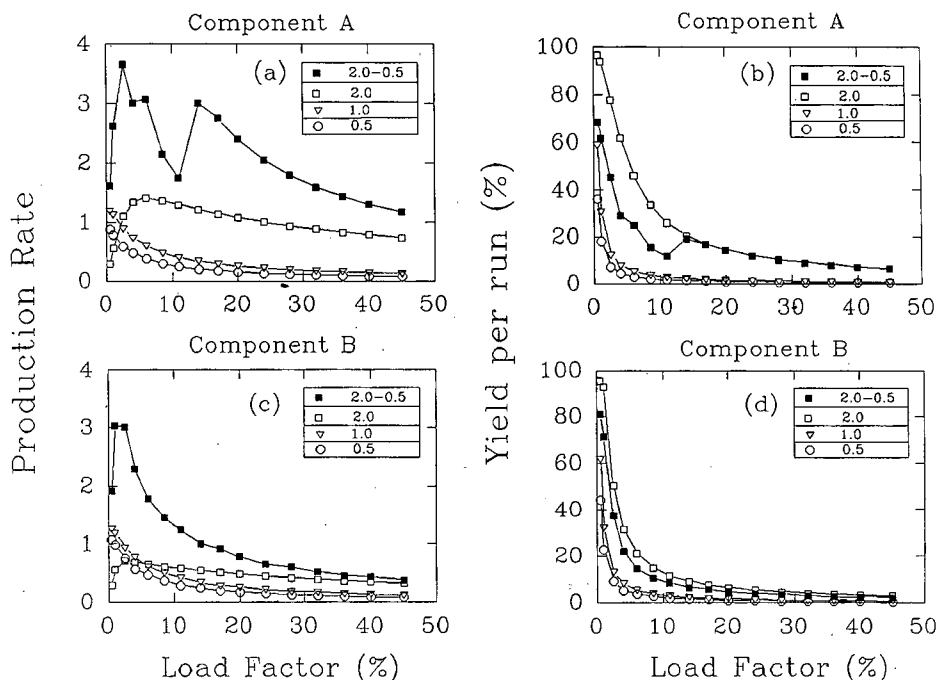 Component A
4
3
2
1
0
0 10 20 30 40 50
(a)
2.0-0.5
2.0
1.0
0.5
Component A
100
80
60
40
20
0
0 10 20 30 40 50
(b)
2.0-0.5
2.0
1.0
0.5
Production Rate
Yield per run (%)
Component B
4
3
2
1
0
0 10 20 30 40 50
(c)
2.0-0.5
2.0
1.0
0.5
Load Factor (%)
Component B
100
80
60
40
20
0
0 10 20 30 40 50
(d)
2.0-0.5
2.0
1.0
0.5
Load Factor (%)